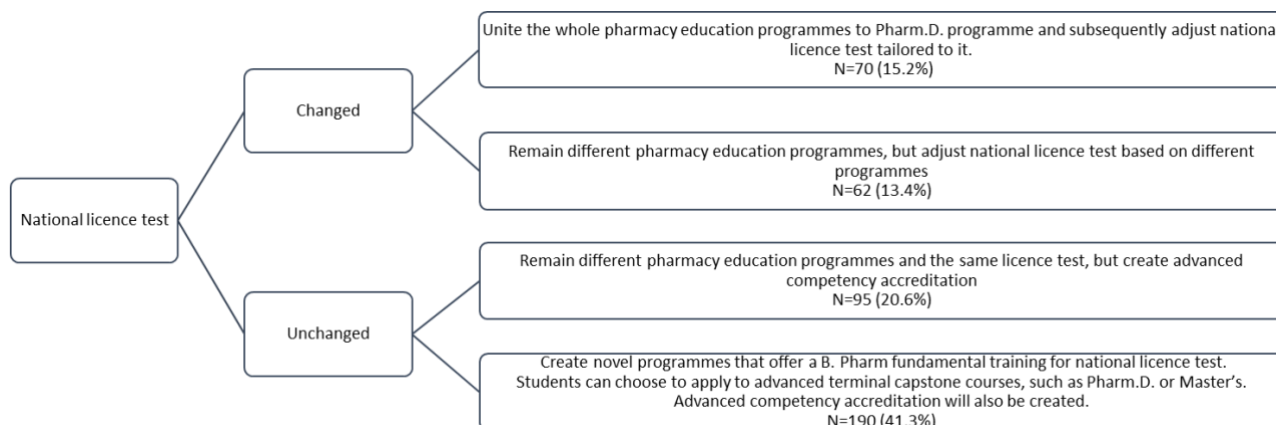 Unite the whole pharmacy education programmes to Pharm.D. programme and subsequently adjust nationa
licence test tailored to it.
N=70 (15.2%)
Changed
Remain different pharmacy education programmes, but adjust national licence test based on different
programmes
N=62 (13.4%)
National licence test
Remain different pharmacy education programmes and the same licence test, but create advanced
competency accreditation
N=95 (20.6%)
Unchanged
Create novel programmes that offer a B. Pharm fundamental training for national licence test.
Students can choose to apply to advanced terminal capstone courses, such as Pharm.D. or Master’s.
Advanced competency accreditation will also be created.
N=190 (41.3%)